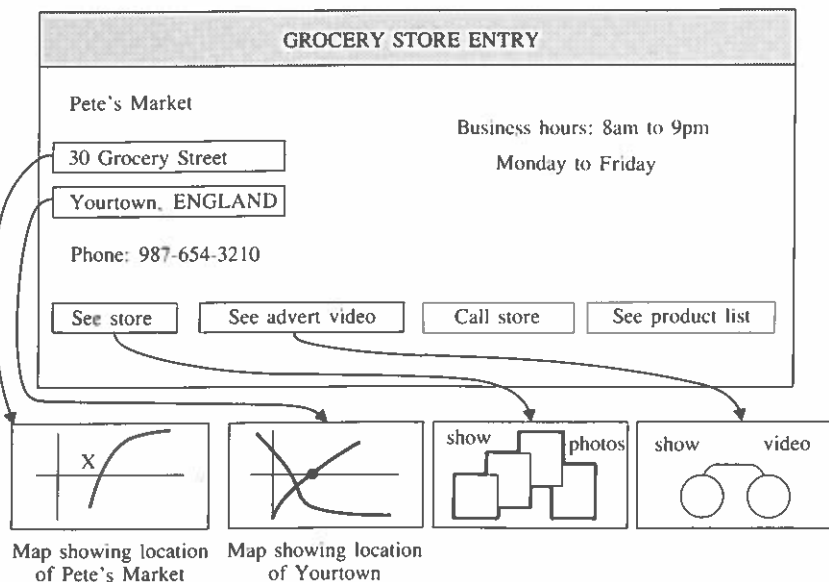 GROCERY STORE ENTRY
Pete's Market
Business hours: 8am to 9pm
Monday to Friday
30 Grocery Street
Yourtown, ENGLAND
Phone: 987-654-3210
See store
See advert video
Call store
See product list
X
show photos
show video
Map showing location
of Pete's Market
Map showing location
of Yourtown